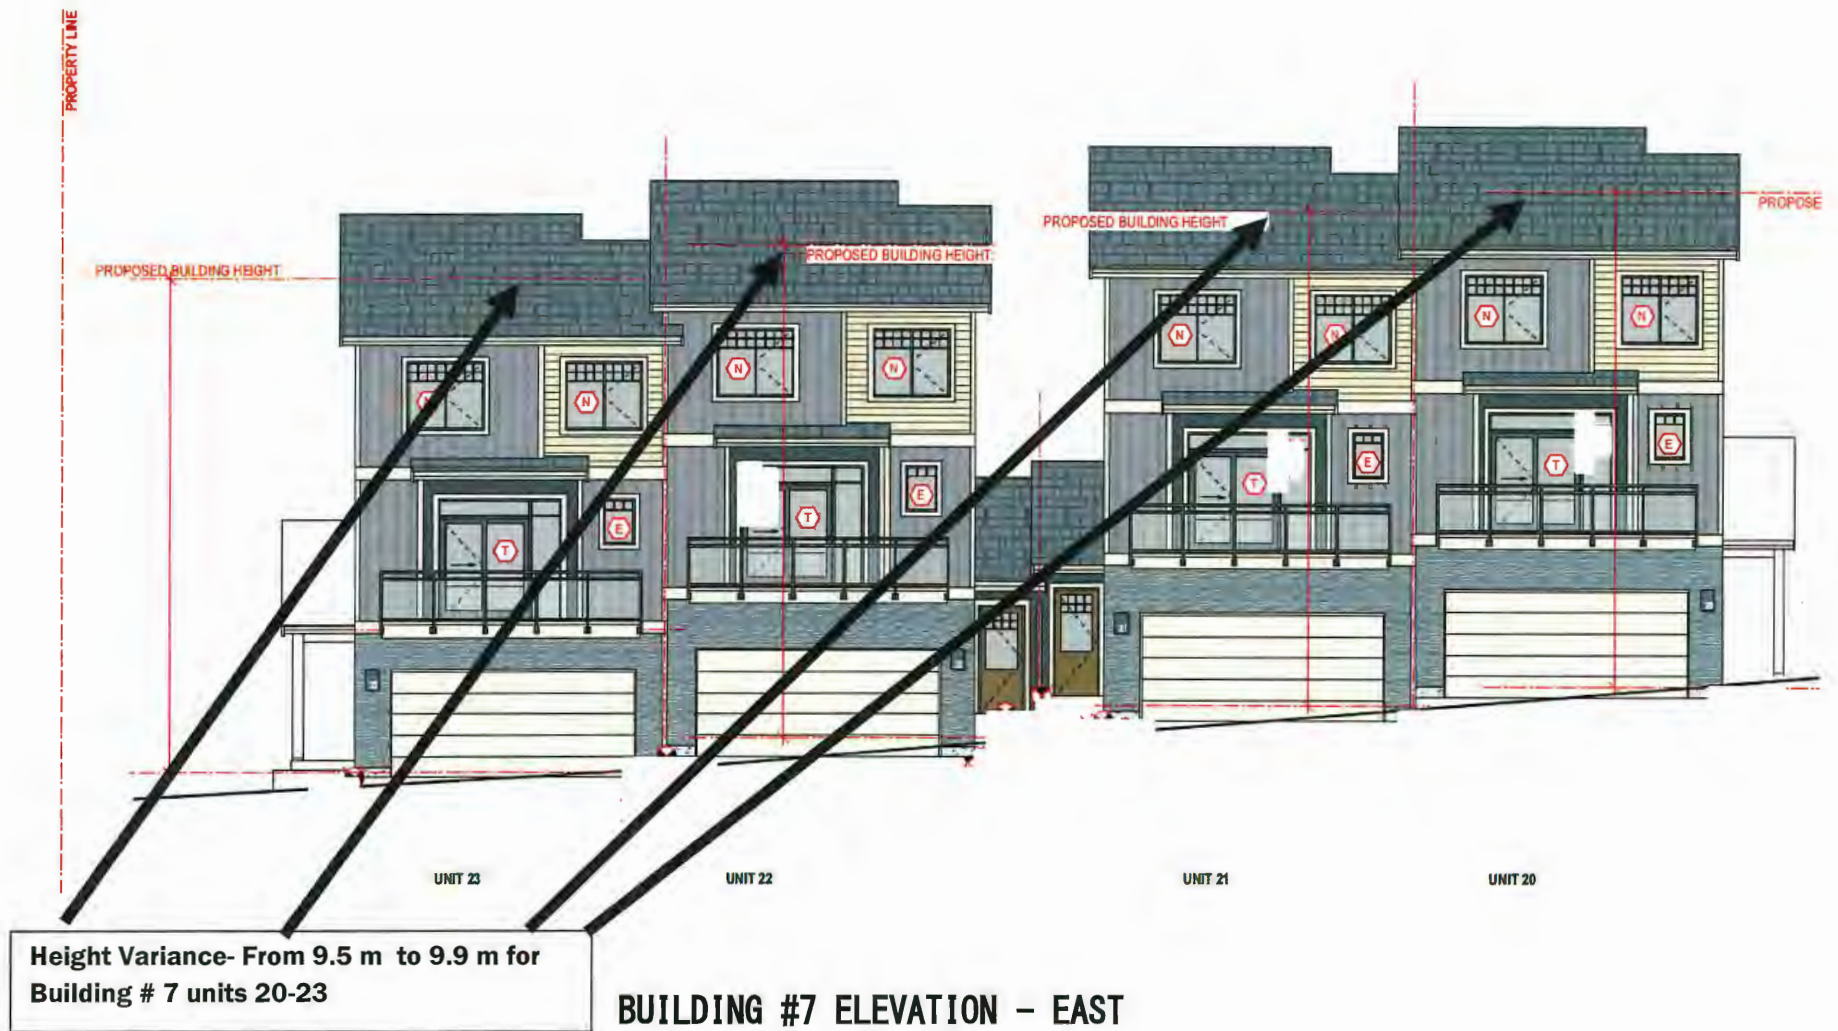 PROPERTY LINE
PROPOSED BUILDING HEIGHT
PROPOSED BUILDING HEIGHT
PROPOSED BUILDING HEIGHT
PROPOSE
N
N
N
N
N
N
N
T
E
T
E
T
E
T
E
UNIT 23
UNIT 22
UNIT 21
UNIT 20
Height Variance- From 9.5 m to 9.9 m for
Building # 7 units 20-23
BUILDING #7 ELEVATION - EAST